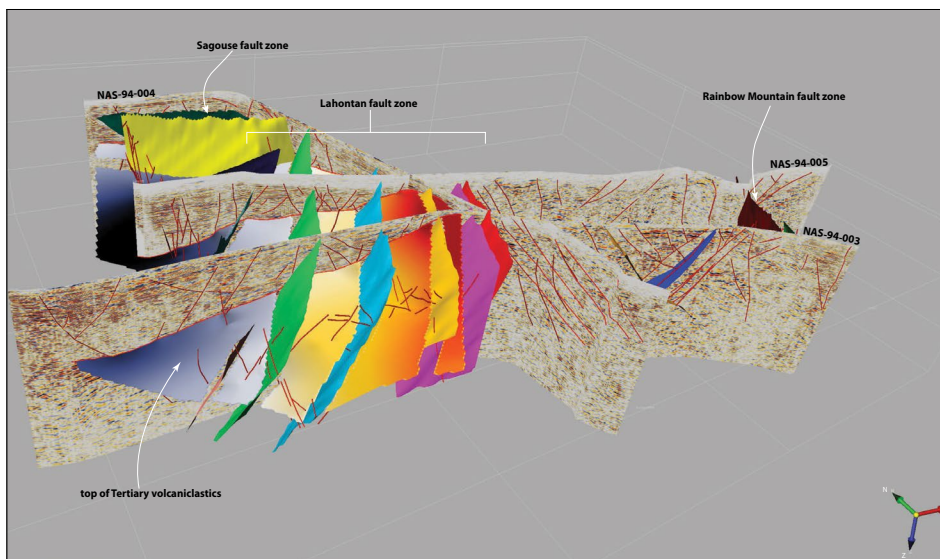 Sagouse fault zone
NAS-94-004
Lahontan fault zone
Rainbow Mountain fault zone
NAS-94-005
NAS-94-003
top of Tertiary volcaniclastics
N
Z